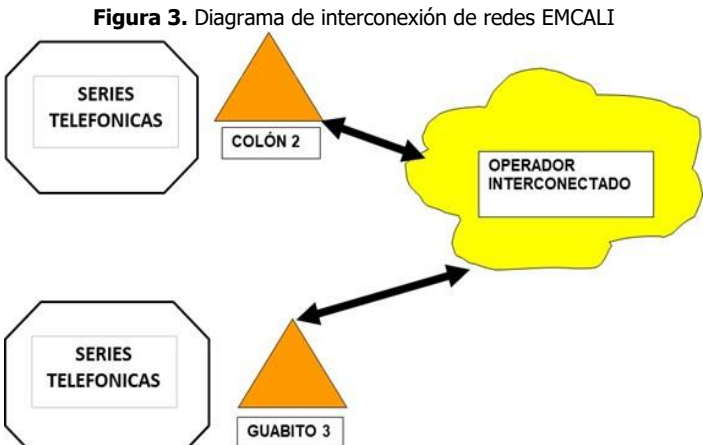 Figura 3. Diagrama de interconexión de redes EMCALI
SERIES
TELEFONICAS
COLÓN 2
OPERADOR
INTERCONECTADO
SERIES
TELEFONICAS
GUABITO 3